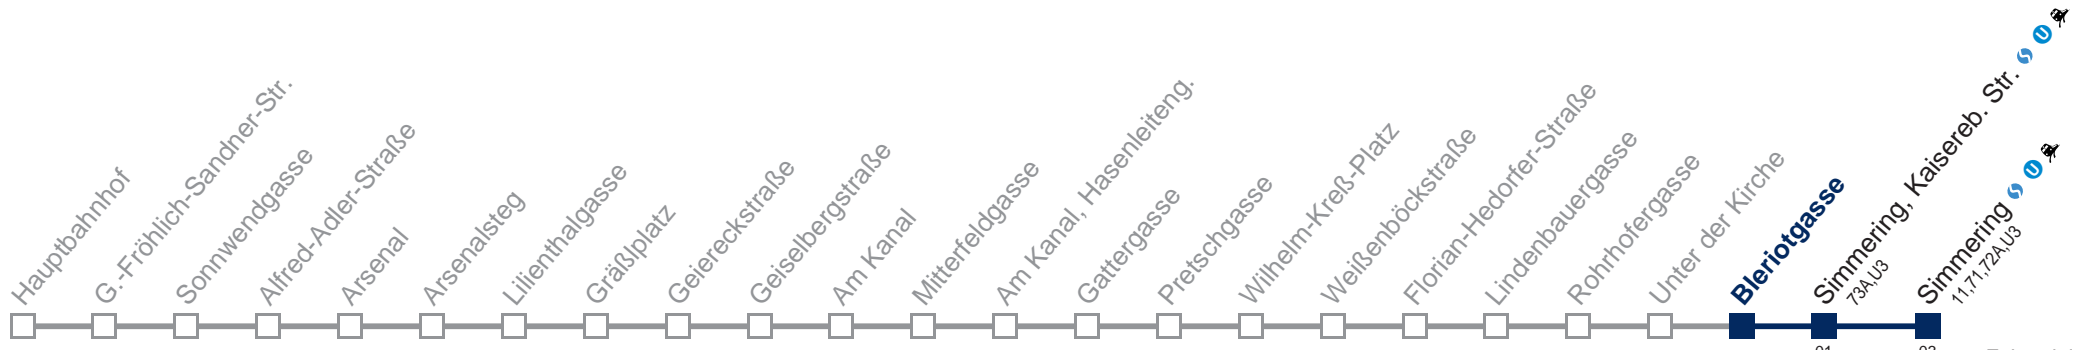 Hauptbahnhof
G.-Fröhlich-Sandner-Str.
Sonnwendgasse
Alfred-Adler-Straße
Arsenal
Arsenalsteg
Lilienthalgasse
Gräßlplatz
Geiereckstraße
Geiselbergstraße
Am Kanal
Mitterfeldgasse
Am Kanal, Hasenleiteng.
Gattergasse
Pretschgasse
Wilhelm-Kreß-Platz
Weißenböckstraße
Florian-Hedorfer-Straße
Lindenbauergasse
Rohrhofergasse
Unter der Kirche
Bleriotgasse
Simmering, Kaisereb. Str. S U
73A,U3
Simmering S U
11,71,72A,U3